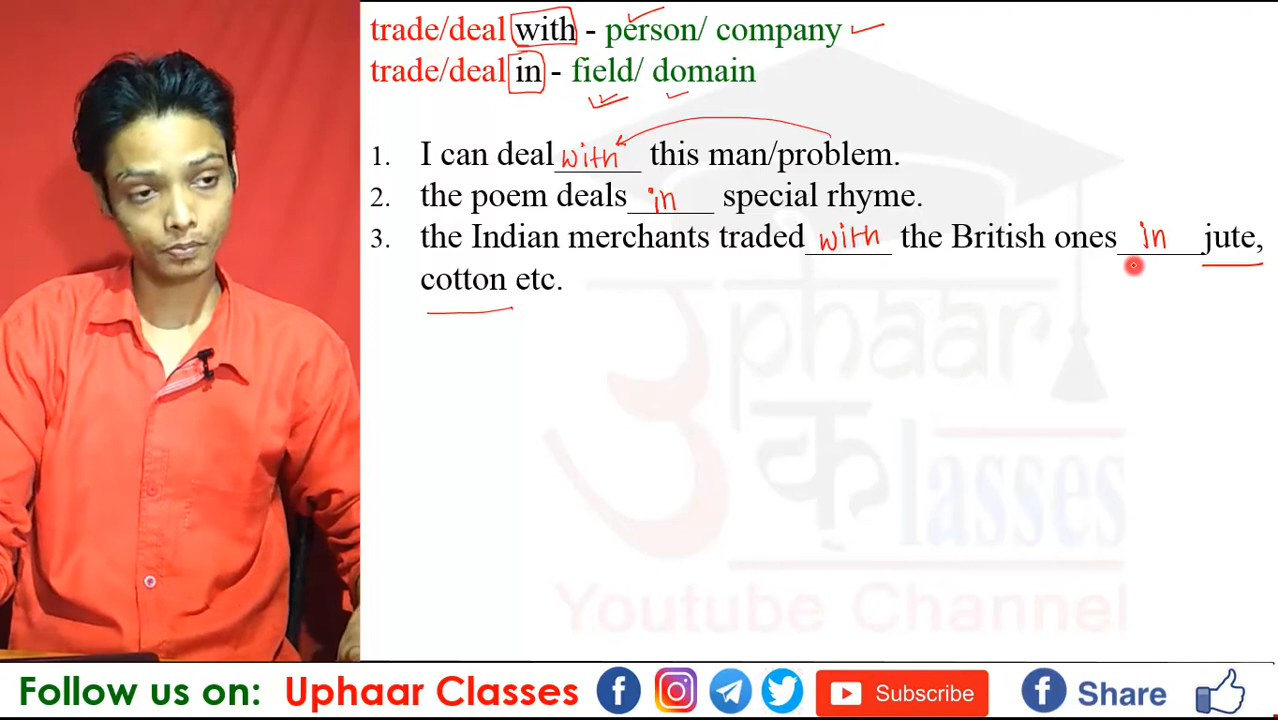 trade/deal with - person/ company
trade/deal in - field/ domain
1. I can deal with this man/problem.
2. the poem deals in special rhyme.
3. the Indian merchants traded with the British ones in jute,
cotton etc.
उphaar
कlasses
Youtube Channel
Follow us on: Uphaar Classes Subscribe Share